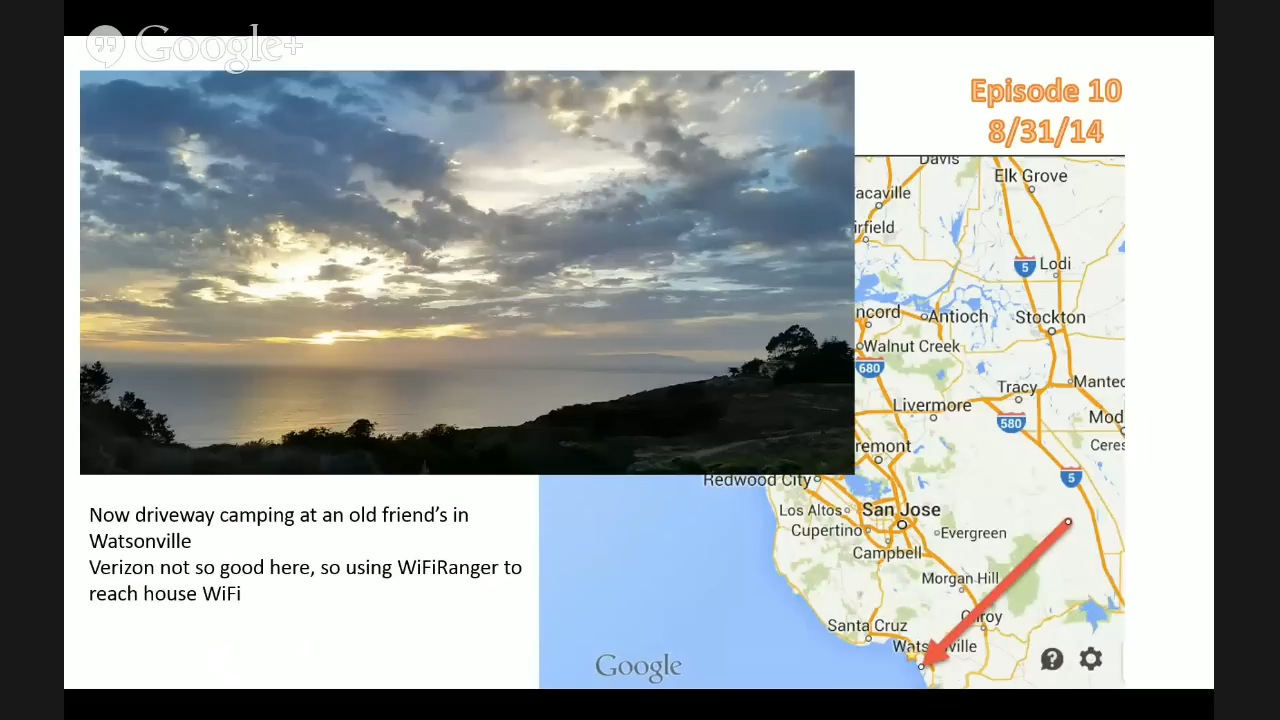 Google+
Episode 10
8/31/14
Davis
Elk Grove
acaville
irfield
5
Lodi
ncord
Antioch
Stockton
Walnut Creek
680
Tracy
Mantec
Livermore
580
Mod
remont
Ceres
5
Redwood City
Los Altos
San Jose
Cupertino
Evergreen
Campbell
Morgan Hill
Santa Cruz
Google
Now driveway camping at an old friend's in
Watsonville
Verizon not so good here, so using WiFiRanger to
reach house WiFi